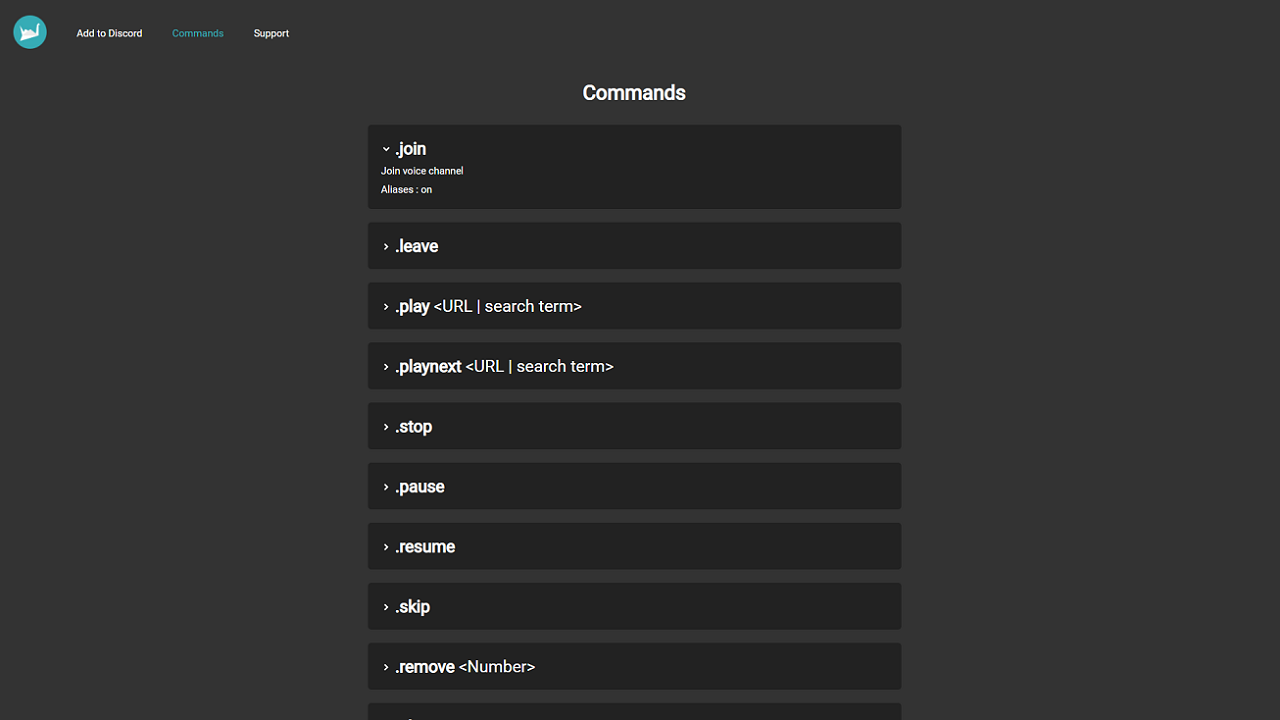 Add to Discord
Commands
Support
Commands
.join
Join voice channel
Aliases : on
.leave
.play <URL | search term>
.playnext <URL | search term>
.stop
.pause
.resume
.skip
.remove <Number>